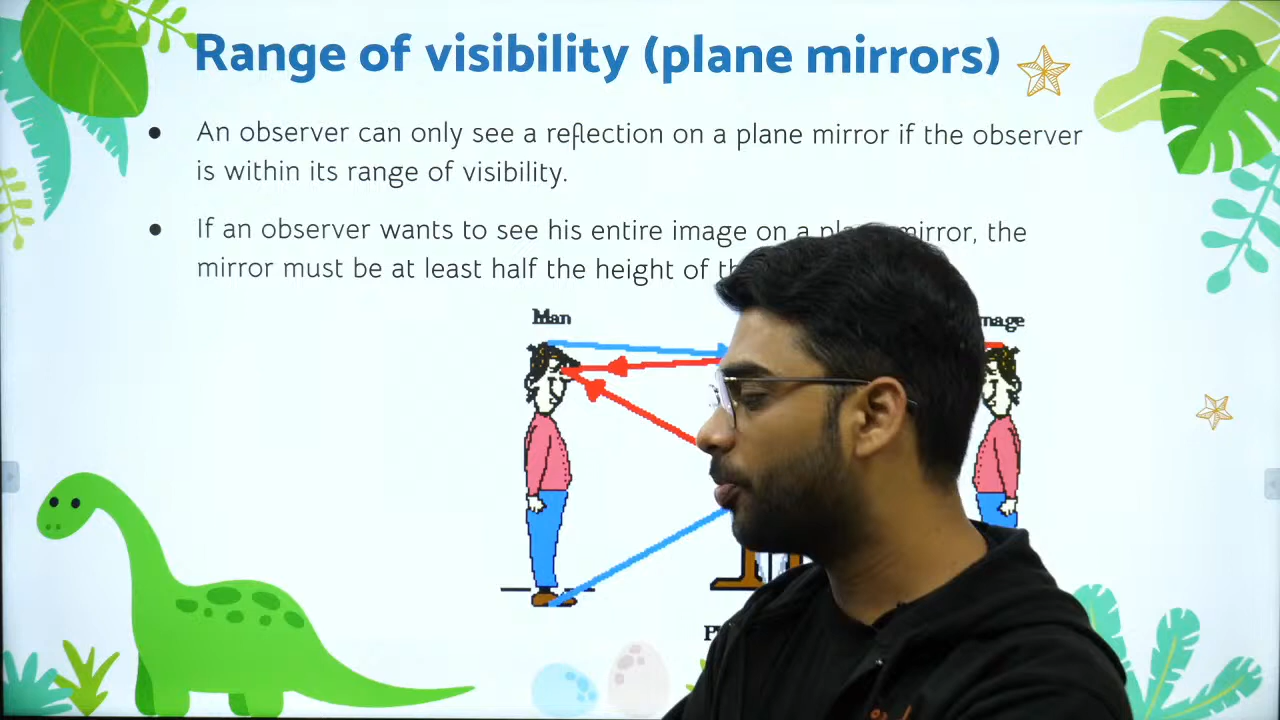 Range of visibility (plane mirrors)
● An observer can only see a reflection on a plane mirror if the observer
is within its range of visibility.
● If an observer wants to see his entire image on a plane mirror, the
mirror must be at least half the height of
Man